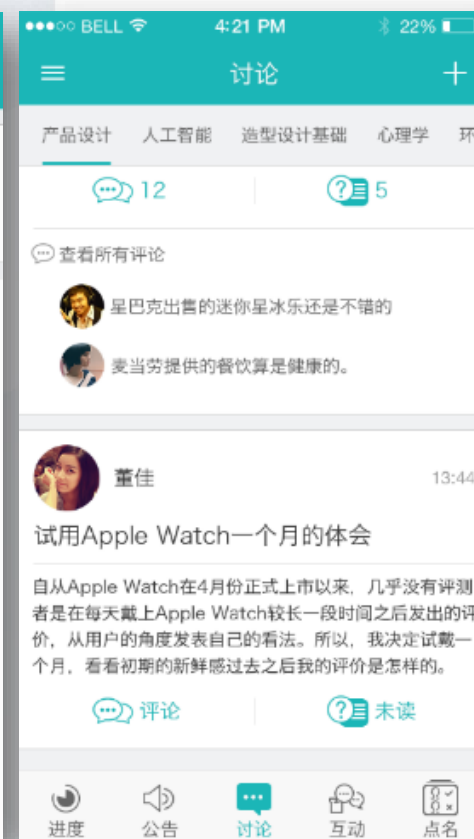 BELL 4:21 PM 22%
讨论
产品设计 人工智能 造型设计基础 心理学 环
12 5
查看所有评论
星巴克出售的迷你星冰乐还是不错的
麦当劳提供的餐饮算是健康的。
董佳 13:44
试用Apple Watch一个月的体会
自从Apple Watch在4月份正式上市以来，几乎没有评测
者是在每天戴上Apple Watch较长一段时间之后发出的评
价，从用户的角度发表自己的看法。所以，我决定试戴一
个月，看看初期的新鲜感过去之后我的评价是怎样的。
评论 未读
进度 公告 讨论 互动 点名